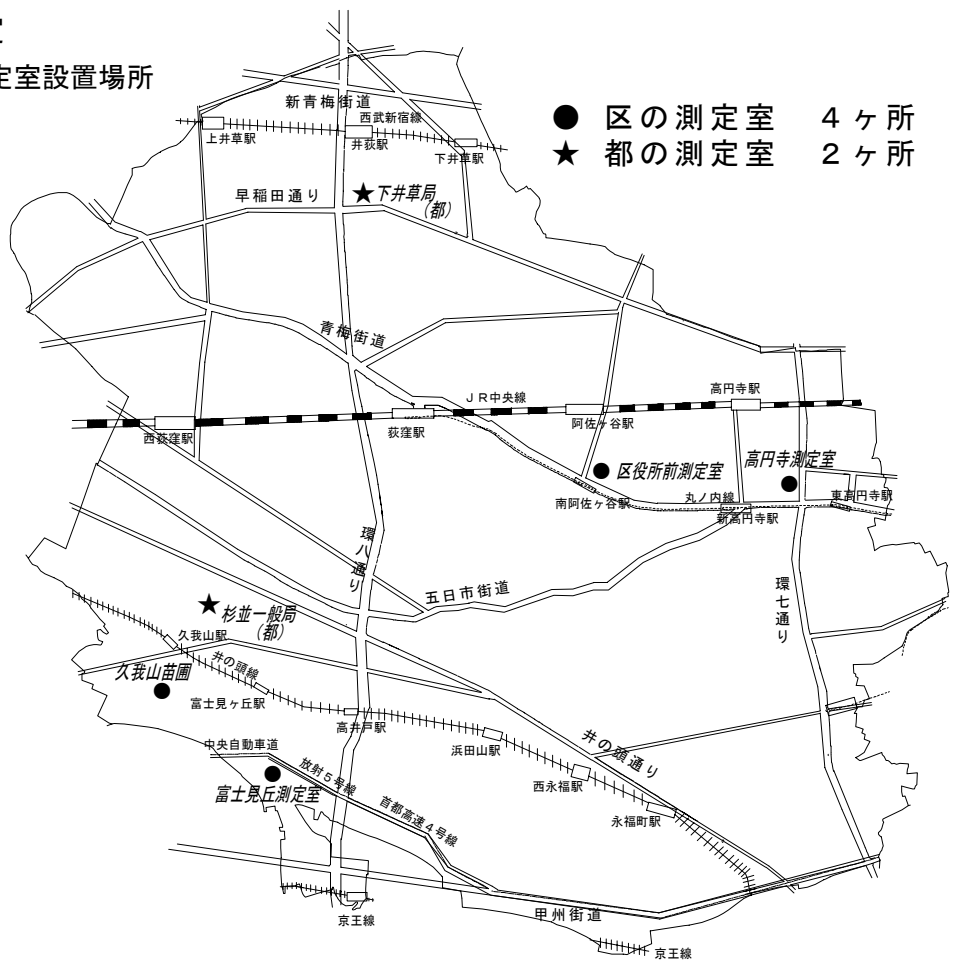 定室設置場所
● 区の測定室 4ヶ所
★ 都の測定室 2ヶ所
新青梅街道
西武新宿線
上井草駅
井荻駅
下井草駅
早稲田通り
★下井草局
(都)
青梅街道
JR中央線
高円寺駅
西荻窪駅
荻窪駅
阿佐ヶ谷駅
区役所前測定室
高円寺測定室
南阿佐ヶ谷駅
丸ノ内線
東高円寺駅
新高円寺駅
環八通り
五日市街道
環七通り
★杉並一般局
(都)
久我山駅
井の頭線
久我山苗圃
富士見ヶ丘駅
高井戸駅
浜田山駅
井の頭通り
中央自動車道
放射5号線
西永福駅
富士見丘測定室
首都高速4号線
永福町駅
甲州街道
京王線
京王線